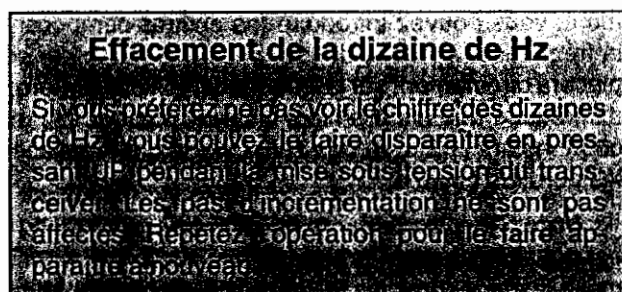 Effacement de la dizaine de Hz
Si vous préférez ne pas voir le chiffre des dizaines
de Hz, vous pouvez le faire disparaître en pres-
sant UP pendant la mise sous tension du trans-
ceiver. Les pas d'incrémentation ne sont pas
affectés. Répétez l'opération pour le faire ap-
paraître à nouveau.